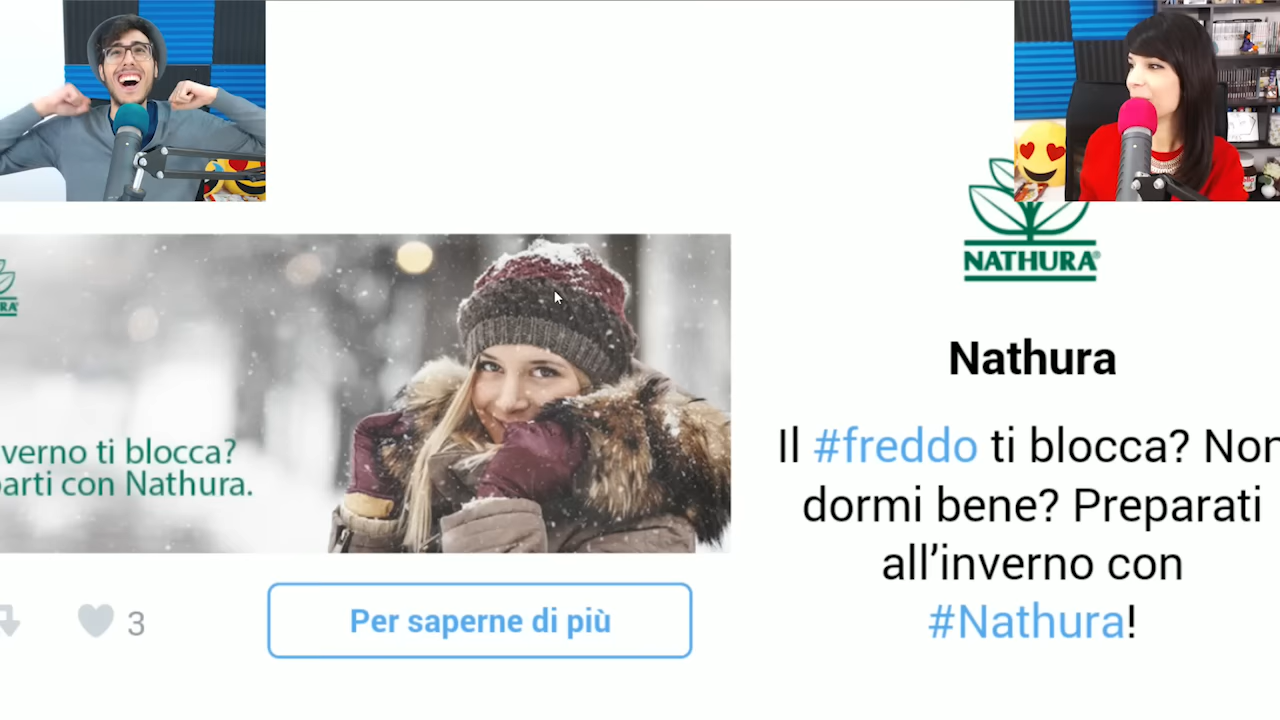 NATHURA
RA
verno ti blocca?
arti con Nathura.
3
Per saperne di più
Nathura
Il #freddo ti blocca? Non
dormi bene? Preparati
all'inverno con
#Nathura!